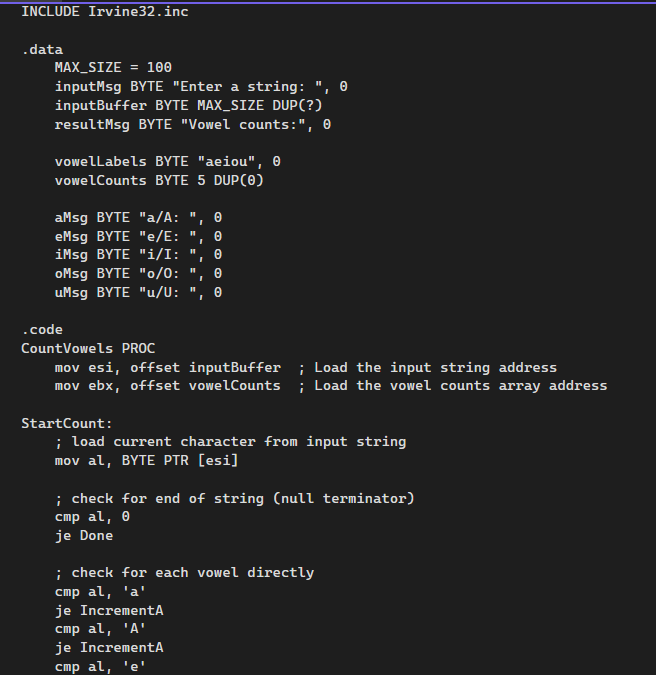 INCLUDE Irvine32.inc
.data
MAX_SIZE = 100
inputMsg BYTE "Enter a string: ", 0
inputBuffer BYTE MAX_SIZE DUP(?)
resultMsg BYTE "Vowel counts:", 0
vowelLabels BYTE "aeiou", 0
vowelCounts BYTE 5 DUP(0)
aMsg BYTE "a/A: ", 0
eMsg BYTE "e/E: ", 0
iMsg BYTE "i/I: ", 0
oMsg BYTE "o/O: ", 0
uMsg BYTE "u/U: ", 0
.code
CountVowels PROC
mov esi, offset inputBuffer  ; Load the input string address
mov ebx, offset vowelCounts  ; Load the vowel counts array address
StartCount:
; load current character from input string
mov al, BYTE PTR [esi]
; check for end of string (null terminator)
cmp al, 0
je Done
; check for each vowel directly
cmp al, 'a'
je IncrementA
cmp al, 'A'
je IncrementA
cmp al, 'e'